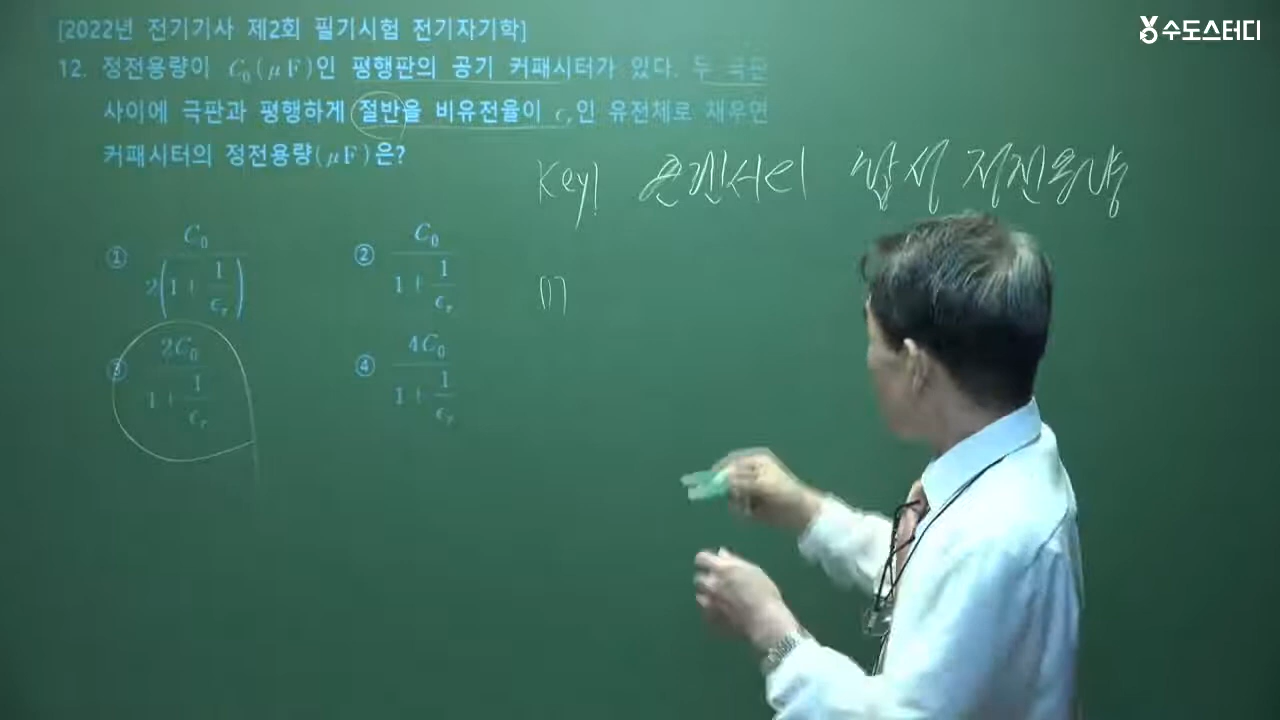 수도스터디
[2022년 전기기사 제2회 필기시험 전기자기학]
12. 정전용량이 C₀(μF)인 평행판의 공기 커패시터가 있다. 두 극판
사이에 극판과 평행하게 절반을 비유전율이 εᵣ인 유전체로 채우면
커패시터의 정전용량(μF)은?
Key! 콘덴서의 합성 정전용량
① C₀ / 2(1 + 1/εᵣ) ② C₀ / (1 + 1/εᵣ)
③ 2C₀ / (1 + 1/εᵣ) ④ 4C₀ / (1 + 1/εᵣ)